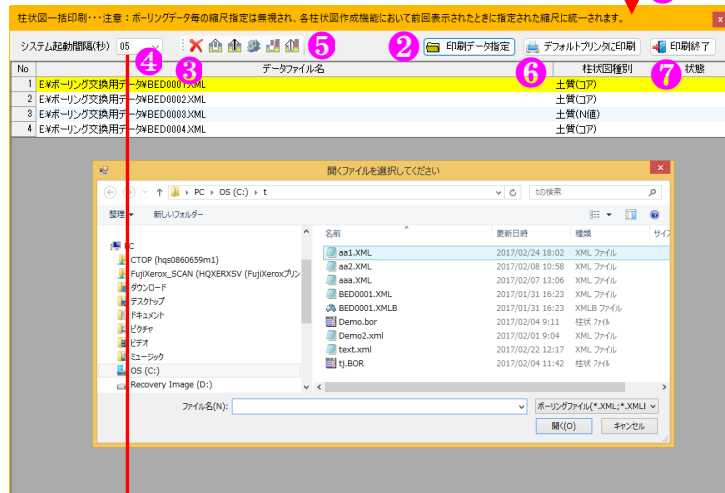 柱状図一括印刷・・・注意:ボーリングデータ毎の縮尺指定は無視され、各柱状図作成機能において前回表示されたときに指定された縮尺に統一されます。
システム起動間隔(秒) 05
印刷データ指定 デフォルトプリンタに印刷 印刷終了
④ ③ ⑤ ② ⑥ ⑦
No データファイル名 柱状図種別 状態
1 E:¥ボーリング交換用データ¥BED0001.XML 土質(コア)
2 E:¥ボーリング交換用データ¥BED0002.XML 土質(コア)
3 E:¥ボーリング交換用データ¥BED0003.XML 土質(N値)
4 E:¥ボーリング交換用データ¥BED0004.XML 土質(コア)
開くファイルを選択してください
PC OS (C:) t tの検索
整理 新しいフォルダー
PC
CTOP (hqs0860659m1)
FujiXerox_SCAN (HQXERXSV (FujiXeroxプリン
ダウンロード
デスクトップ
ドキュメント
ピクチャ
ビデオ
ミュージック
OS (C:)
Recovery Image (D:)
名前 更新日時 種類 サイズ
aa1.XML 2017/02/24 18:02 XML ファイル
aa2.XML 2017/02/08 10:58 XML ファイル
aaa.XML 2017/02/07 13:06 XML ファイル
BED0001.XML 2017/01/31 16:23 XML ファイル
BED0001.XMLB 2017/01/31 16:23 XMLB ファイル
Demo.bor 2017/02/04 9:11 柱状 ファイル
Demo2.xml 2017/02/01 9:04 XML ファイル
text.xml 2017/02/22 12:17 XML ファイル
tj.BOR 2017/02/04 11:42 柱状 ファイル
ファイル名(N): ボーリングファイル(*.XML;*.XMLE
開く(O) キャンセル